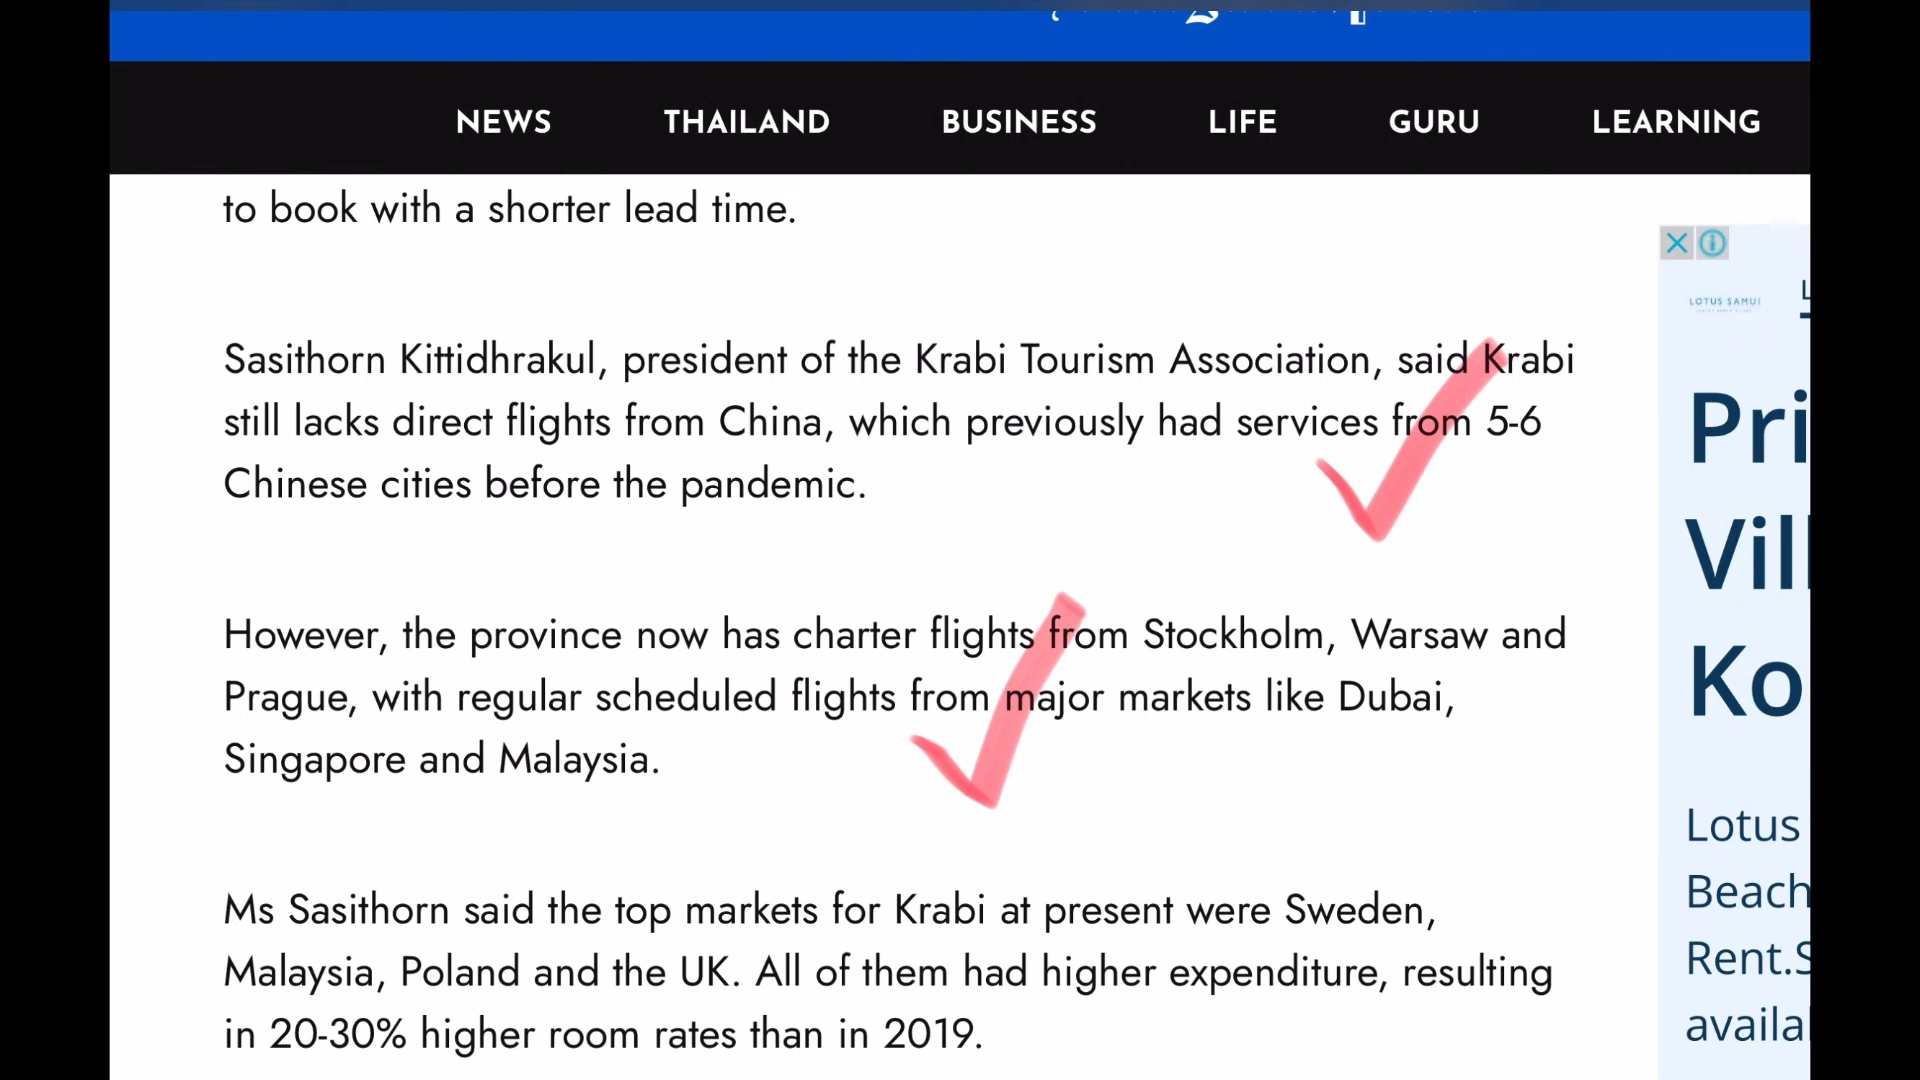 NEWS THAILAND BUSINESS LIFE GURU LEARNING
to book with a shorter lead time.
Sasithorn Kittidhrakul, president of the Krabi Tourism Association, said Krabi
still lacks direct flights from China, which previously had services from 5-6
Chinese cities before the pandemic.
However, the province now has charter flights from Stockholm, Warsaw and
Prague, with regular scheduled flights from major markets like Dubai,
Singapore and Malaysia.
Ms Sasithorn said the top markets for Krabi at present were Sweden,
Malaysia, Poland and the UK. All of them had higher expenditure, resulting
in 20-30% higher room rates than in 2019.
LOTUS SAMUI
Pri
Vill
Ko
Lotus
Beach
Rent.S
availa